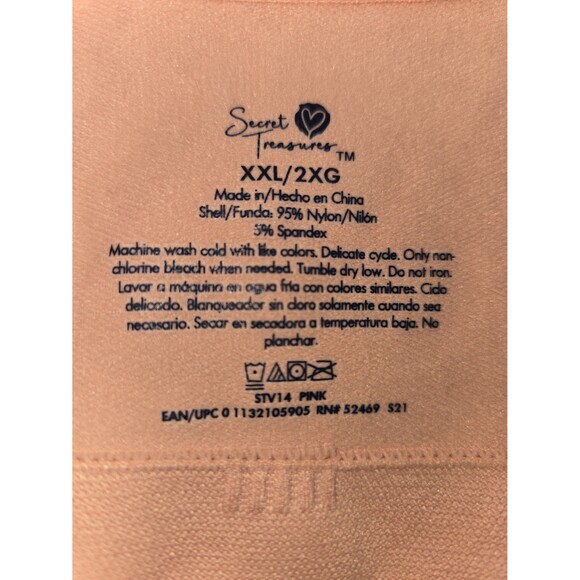 Secret
Treasures TM
XXL/2XG
Made in/Hecho en China
Shell/Funda: 95% Nylon/Nilón
5% Spandex
Machine wash cold with like colors. Delicate cycle. Only non-
chlorine bleach when needed. Tumble dry low. Do not iron.
Lavar a máquina en agua fría con colores similares. Ciclo
delicado. Blanqueador sin cloro solamente cuando sea
necesario. Secar en secadora a temperatura baja. No
planchar.
STV14 PINK
EAN/UPC 0 1132105905 RN# 52469 S21